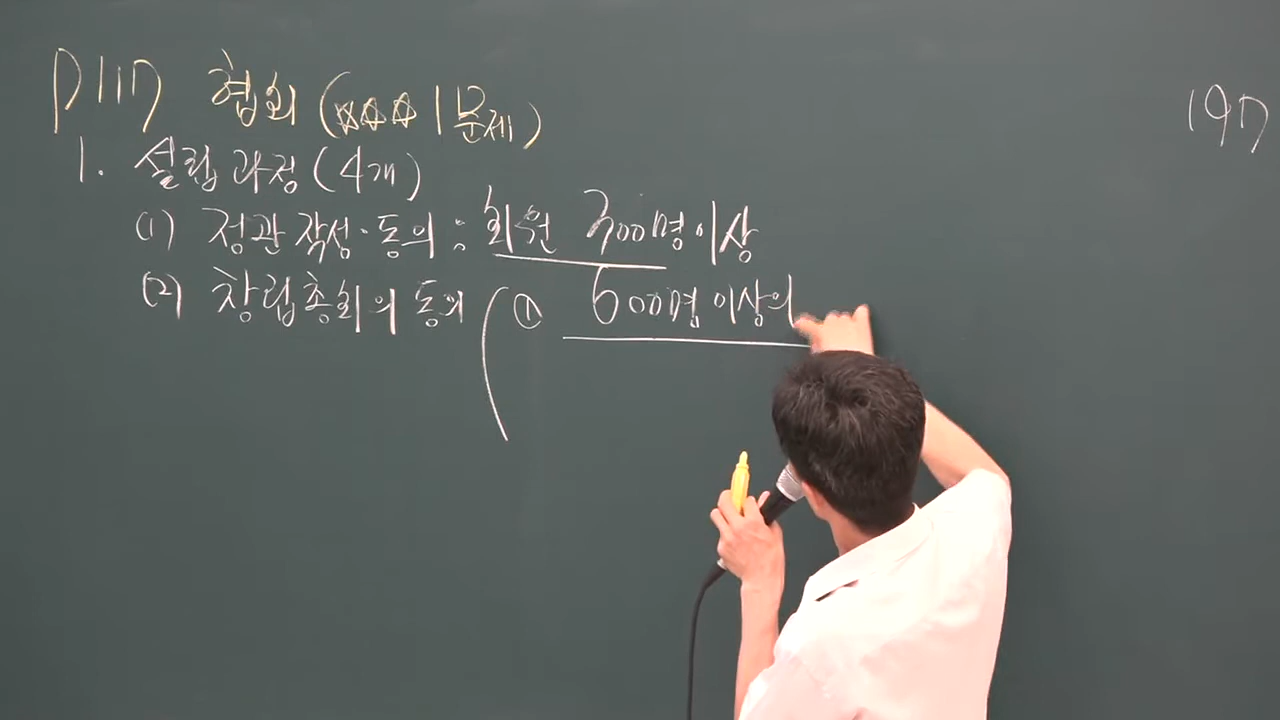 P117 협회 (☆☆☆ 1문제)
197
1. 설립과정 (4개)
(1) 정관작성·동의 : 회원 300명 이상
(2) 창립총회의 동의 ( ① 600명 이상의